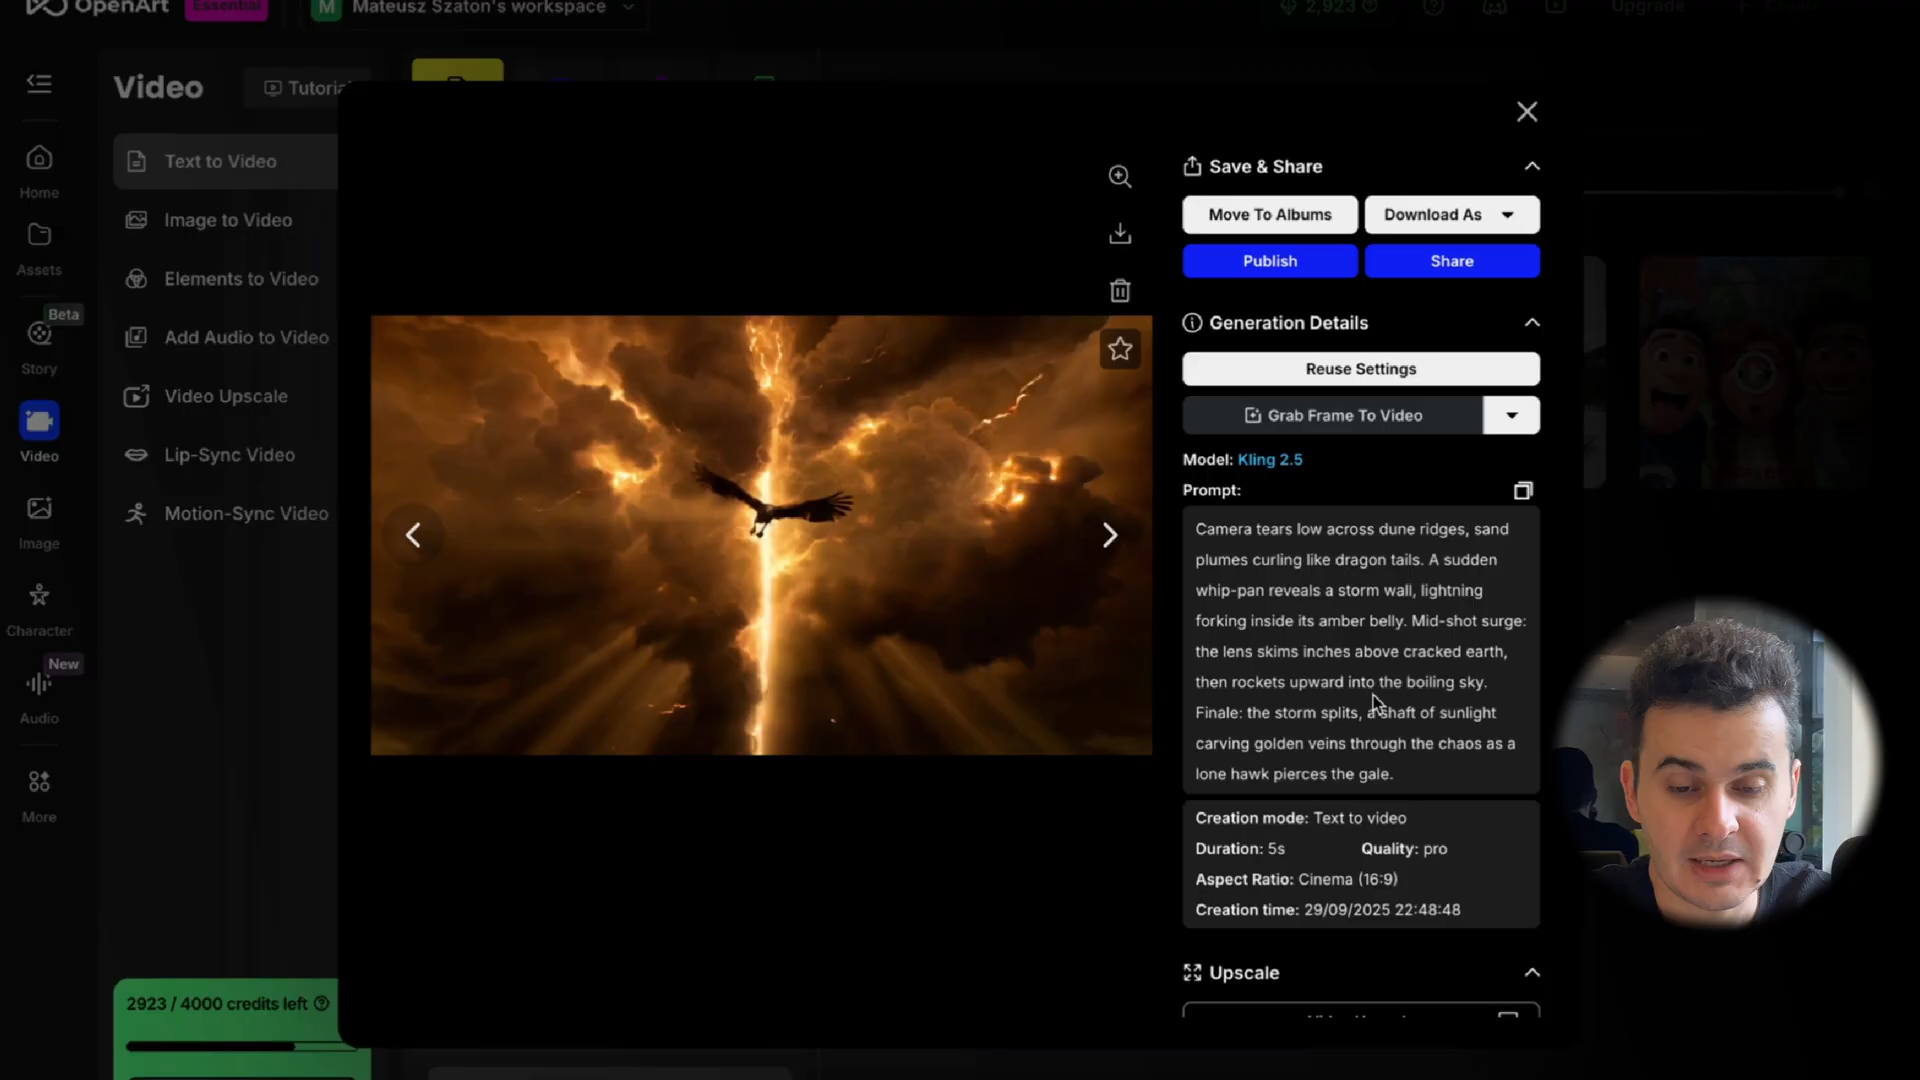 OpenArt
Essential
M
Mateusz Szaton's workspace
2,923
Upgrade
Video
Text to Video
Image to Video
Elements to Video
Add Audio to Video
Video Upscale
Lip-Sync Video
Motion-Sync Video
Home
Assets
Beta
Story
Video
Image
Character
New
Audio
More
2923 / 4000 credits left
Save & Share
Move To Albums
Download As
Publish
Share
Generation Details
Reuse Settings
Grab Frame To Video
Model: Kling 2.5
Prompt:
Camera tears low across dune ridges, sand
plumes curling like dragon tails. A sudden
whip-pan reveals a storm wall, lightning
forking inside its amber belly. Mid-shot surge:
the lens skims inches above cracked earth,
then rockets upward into the boiling sky.
Finale: the storm splits, a shaft of sunlight
carving golden veins through the chaos as a
lone hawk pierces the gale.
Creation mode: Text to video
Duration: 5s
Quality: pro
Aspect Ratio: Cinema (16:9)
Creation time: 29/09/2025 22:48:48
Upscale